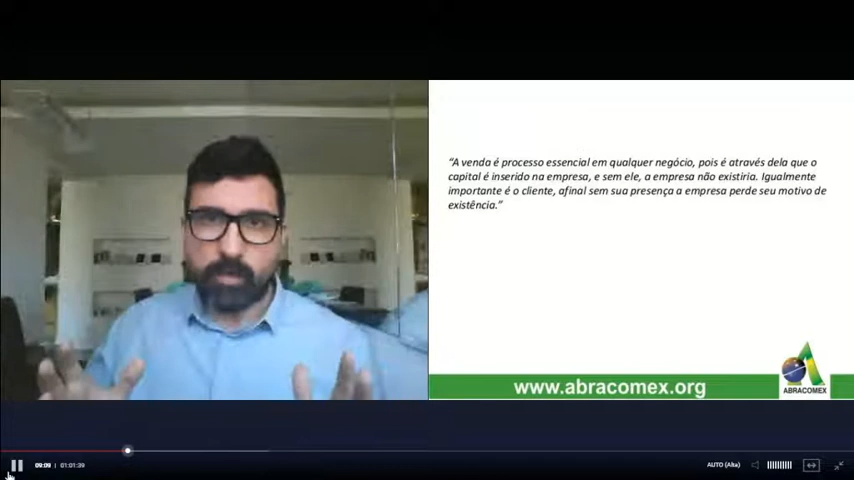 “A venda é processo essencial em qualquer negócio, pois é através dela que o
capital é inserido na empresa, e sem ele, a empresa não existiria. Igualmente
importante é o cliente, afinal sem sua presença a empresa perde seu motivo de
existência.”
www.abracomex.org
ABRACOMEX
09:09 | 01:01:39
AUTO (Alta)